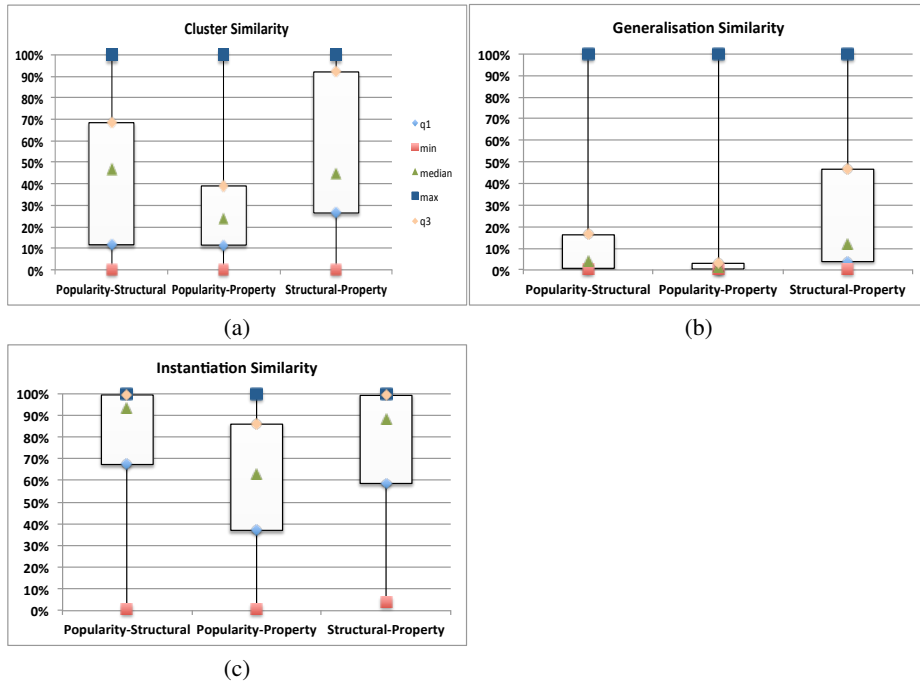 Cluster Similarity
100%
90%
80%
70%
60%
50%
40%
30%
20%
10%
0%
Popularity-Structural Popularity-Property Structural-Property
q1
min
median
max
q3
(a)
Generalisation Similarity
100%
90%
80%
70%
60%
50%
40%
30%
20%
10%
0%
Popularity-Structural Popularity-Property Structural-Property
(b)
Instantiation Similarity
100%
90%
80%
70%
60%
50%
40%
30%
20%
10%
0%
Popularity-Structural Popularity-Property Structural-Property
(c)